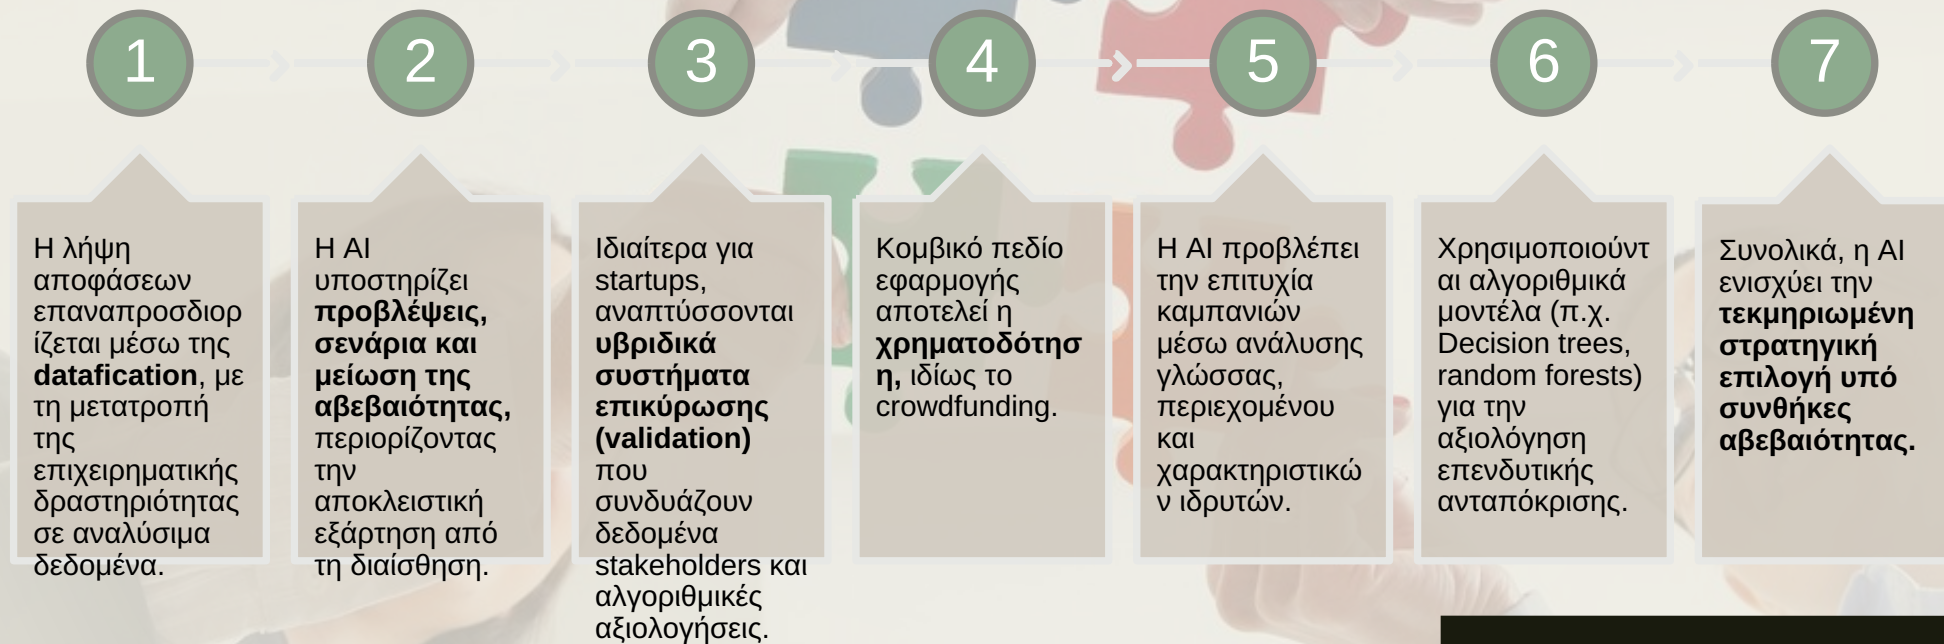 1
2
3
4
5
6
7
Η λήψη
αποφάσεων
επαναπροσδιορ
ίζεται μέσω της
datafication, με
τη μετατροπή
της
επιχειρηματικής
δραστηριότητας
σε αναλύσιμα
δεδομένα.
Η AI
υποστηρίζει
προβλέψεις,
σενάρια και
μείωση της
αβεβαιότητας,
περιορίζοντας
την
αποκλειστική
εξάρτηση από
τη διαίσθηση.
Ιδιαίτερα για
startups,
αναπτύσσονται
υβριδικά
συστήματα
επικύρωσης
(validation)
που
συνδυάζουν
δεδομένα
stakeholders και
αλγοριθμικές
αξιολογήσεις.
Κομβικό πεδίο
εφαρμογής
αποτελεί η
χρηματοδότησ
η, ιδίως το
crowdfunding.
Η AI προβλέπει
την επιτυχία
καμπανιών
μέσω ανάλυσης
γλώσσας,
περιεχομένου
και
χαρακτηριστικώ
ν ιδρυτών.
Χρησιμοποιούντ
αι αλγοριθμικά
μοντέλα (π.χ.
Decision trees,
random forests)
για την
αξιολόγηση
επενδυτικής
ανταπόκρισης.
Συνολικά, η AI
ενισχύει την
τεκμηριωμένη
στρατηγική
επιλογή υπό
συνθήκες
αβεβαιότητας.